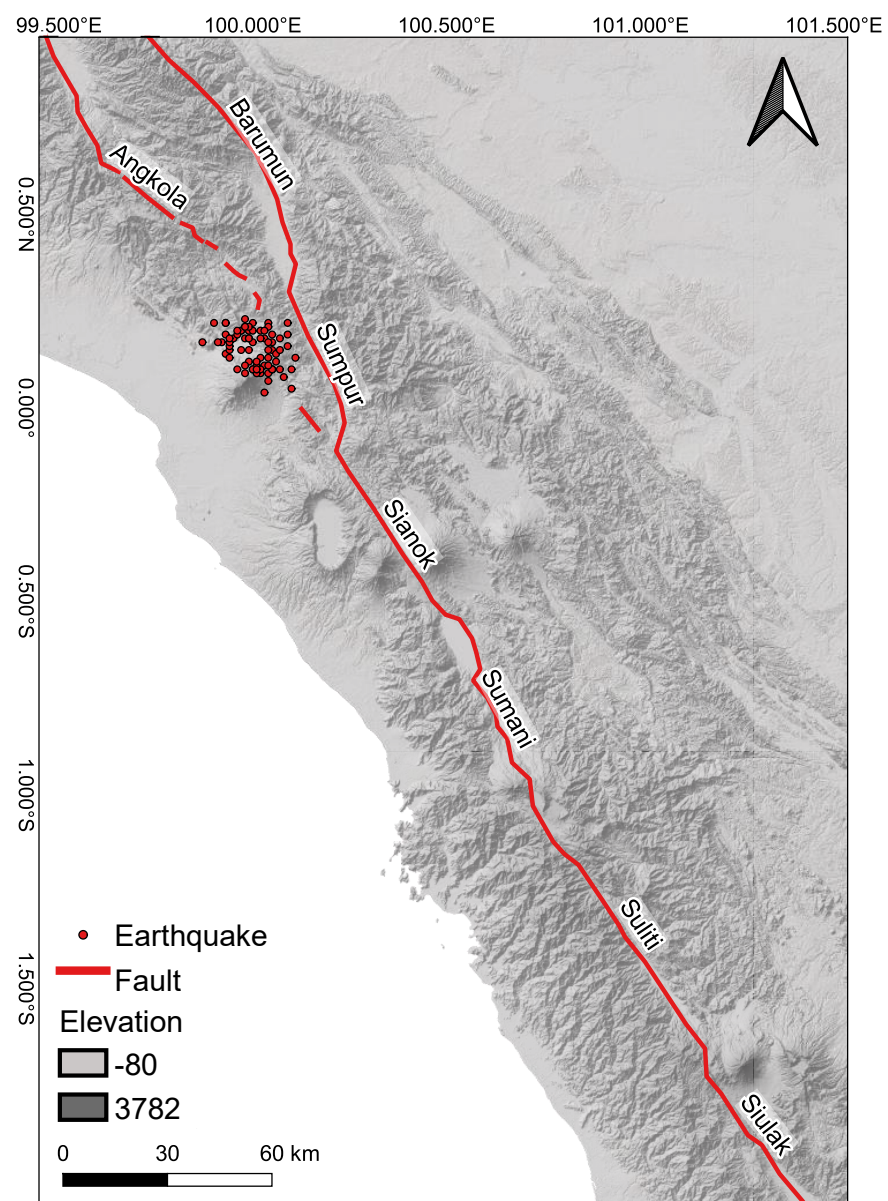 99.500°E 100.000°E 100.500°E 101.000°E 101.500°E
0.500°N
0.000°
0.500°S
1.000°S
1.500°S
Barumun
Angkola
Sumpur
Sianok
Sumani
Suliti
Siulak
Earthquake
Fault
Elevation
-80
3782
0 30 60 km